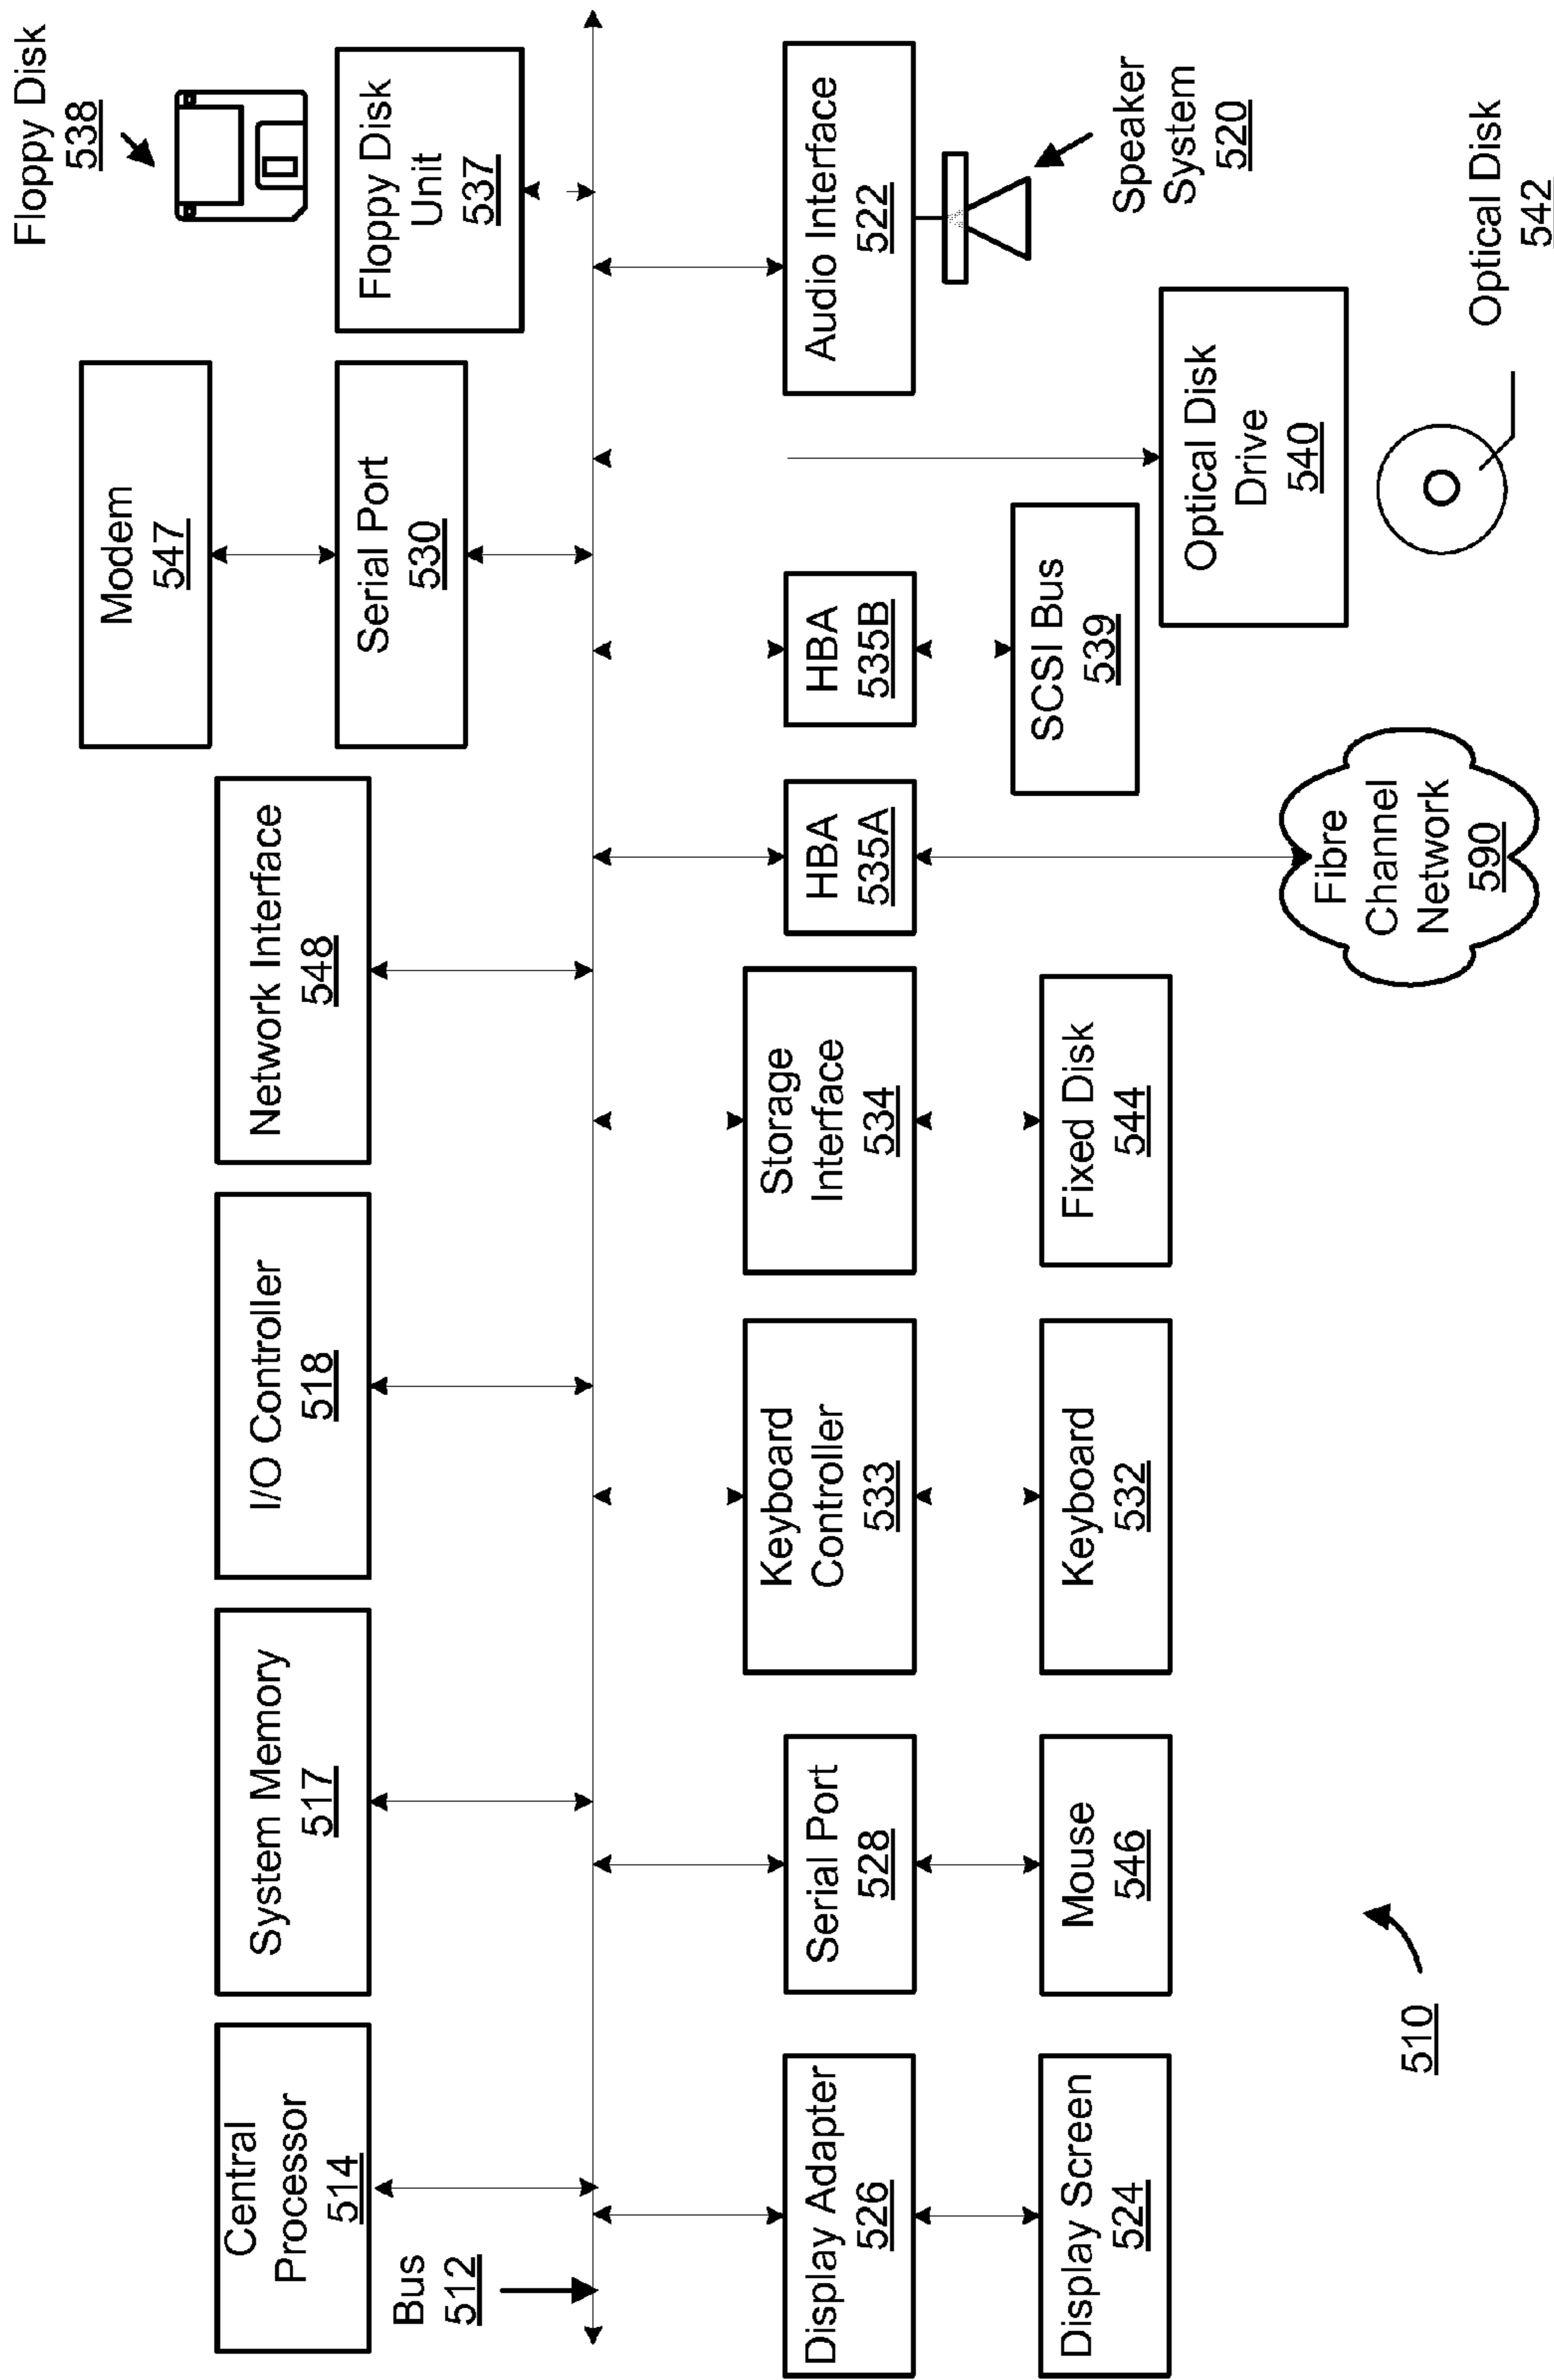 Central
Processor
514
System Memory
517
I/O Controller
518
Network Interface
548
Modem
547
Serial Port
530
Floppy Disk
538
Floppy Disk
Unit
537
Bus
512
Display Adapter
526
Display Screen
524
Serial Port
528
Mouse
546
Keyboard
Controller
533
Keyboard
532
Storage
Interface
534
Fixed Disk
544
HBA
535A
Fibre
Channel
Network
590
HBA
535B
SCSI Bus
539
Optical Disk
Drive
540
Optical Disk
542
Audio Interface
522
Speaker
System
520
510